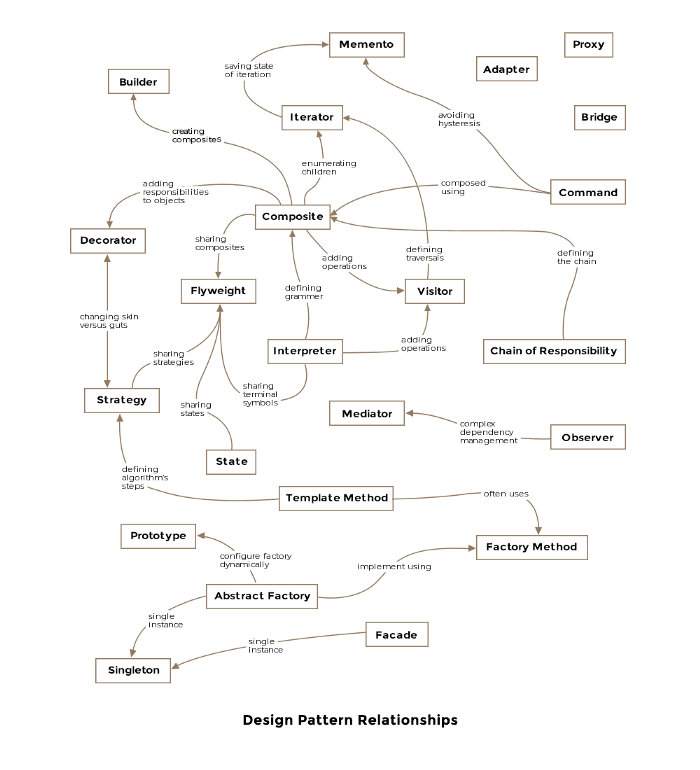 Memento
Proxy
saving state
of iteration
Adapter
Builder
Iterator
avoiding
hysteresis
Bridge
creating
composites
enumerating
children
adding
responsibilities
to objects
composed
using
Command
Composite
Decorator
sharing
composites
adding
operations
defining
traversals
defining
the chain
Flyweight
defining
grammer
Visitor
changing skin
versus guts
sharing
strategies
Interpreter
adding
operations
Chain of Responsibility
Strategy
sharing
states
sharing
terminal
symbols
Mediator
complex
dependency
management
Observer
State
defining
algorithm's
steps
Template Method
often uses
Prototype
configure factory
dynamically
implement using
Factory Method
Abstract Factory
single
instance
Facade
single
instance
Singleton
Design Pattern Relationships